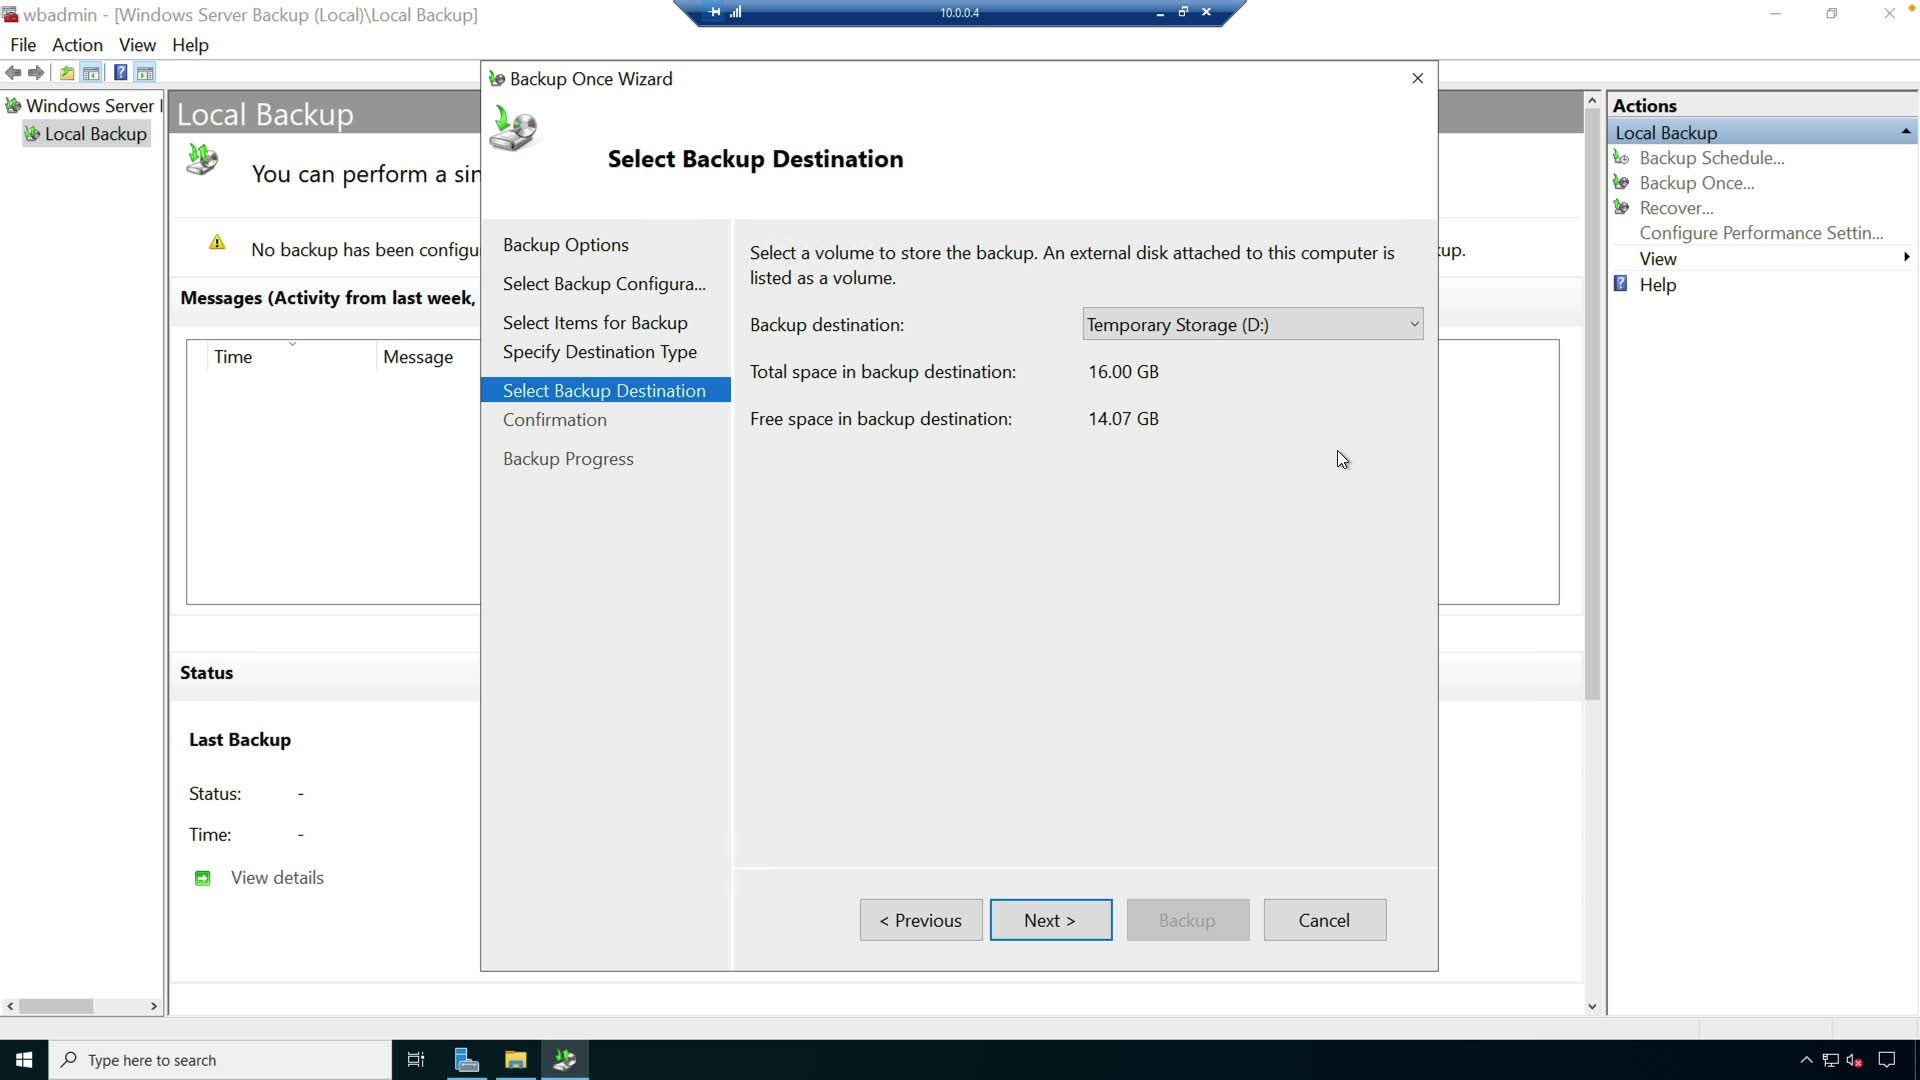 wbadmin - [Windows Server Backup (Local)\Local Backup]
10.0.0.4
File Action View Help
Windows Server
Local Backup
Local Backup
You can perform a
No backup has been
Messages (Activity from last week,
Time Message
Status
Last Backup
Status: -
Time: -
View details
Backup Once Wizard
Select Backup Destination
Backup Options
Select Backup Configura...
Select Items for Backup
Specify Destination Type
Select Backup Destination
Confirmation
Backup Progress
Select a volume to store the backup. An external disk attached to this computer is
listed as a volume.
Backup destination: Temporary Storage (D:)
Total space in backup destination: 16.00 GB
Free space in backup destination: 14.07 GB
< Previous Next > Backup Cancel
Actions
Local Backup
Backup Schedule...
Backup Once...
Recover...
Configure Performance Settin...
View
Help
Type here to search